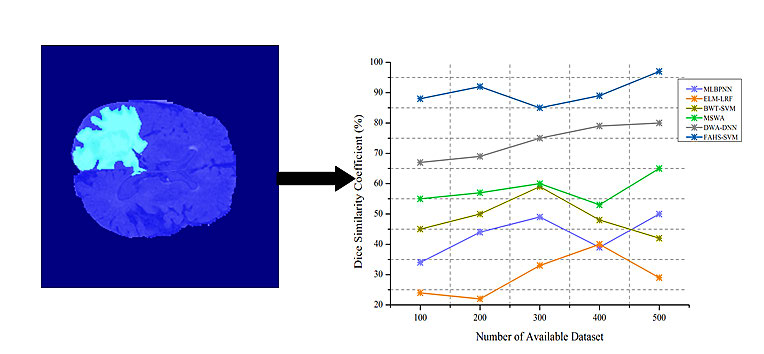 100
90
80
70
60
50
40
30
20
Dice Similarity Coefficient (%)
MLBPNN
ELM-LRF
BWT-SVM
MSWA
DWA-DNN
FAHS-SVM
100 200 300 400 500
Number of Available Dataset